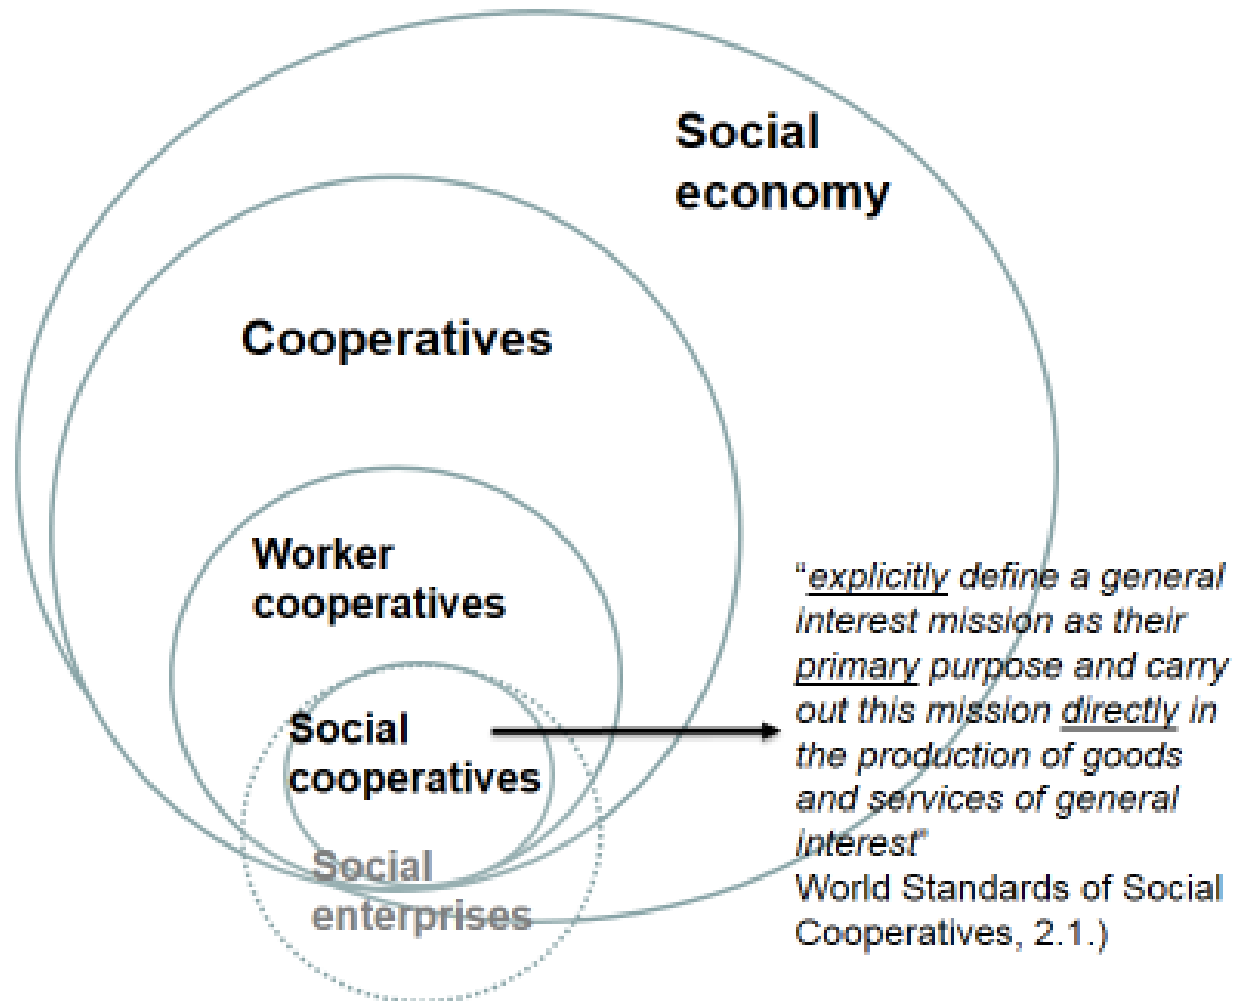 Social
economy
Cooperatives
Worker
cooperatives
Social
cooperatives
Social
enterprises
“explicitly define a general
interest mission as their
primary purpose and carry
out this mission directly in
the production of goods
and services of general
interest”
World Standards of Social
Cooperatives, 2.1.)